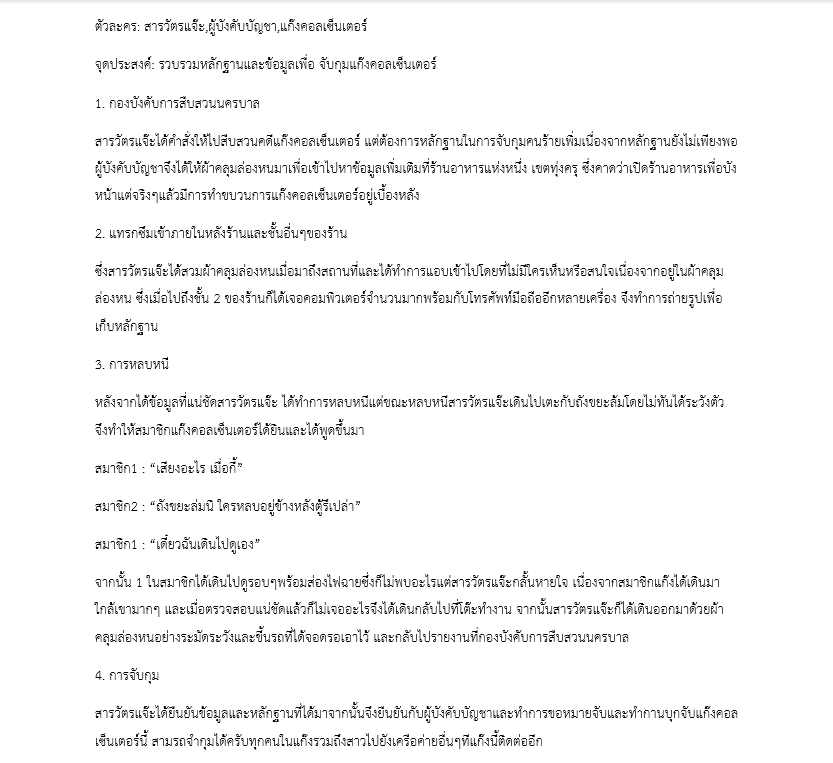 ตัวละคร: สารวัตรแจ๊ะ,ผู้บังคับบัญชา,แก๊งคอลเซ็นเตอร์
จุดประสงค์: รวบรวมหลักฐานและข้อมูลเพื่อ จับกุมแก๊งคอลเซ็นเตอร์
1. กองบังคับการสืบสวนนครบาล
สารวัตรแจ๊ะได้คำสั่งให้ไปสืบสวนคดีแก๊งคอลเซ็นเตอร์ แต่ต้องการหลักฐานในการจับกุมคนร้ายเพิ่มเนื่องจากหลักฐานยังไม่เพียงพอ
ผู้บังคับบัญชาจึงได้ให้ผ้าคลุมล่องหนมาเพื่อเข้าไปหาข้อมูลเพิ่มเติมที่ร้านอาหารแห่งหนึ่ง เขตทุ่งครุ ซึ่งคาดว่าเปิดร้านอาหารเพื่อบัง
หน้าแต่จริงๆแล้วมีการทำขบวนการแก๊งคอลเซ็นเตอร์อยู่เบื้องหลัง
2. แทรกซึมเข้าภายในหลังร้านและชั้นอื่นๆของร้าน
ซึ่งสารวัตรแจ๊ะได้สวมผ้าคลุมล่องหนเมื่อมาถึงสถานที่และได้ทำการแอบเข้าไปโดยที่ไม่มีใครเห็นหรือสนใจเนื่องจากอยู่ในผ้าคลุม
ล่องหน ซึ่งเมื่อไปถึงชั้น 2 ของร้านก็ได้เจอคอมพิวเตอร์จำนวนมากพร้อมกับโทรศัพท์มือถืออีกหลายเครื่อง จึงทำการถ่ายรูปเพื่อ
เก็บหลักฐาน
3. การหลบหนี
หลังจากได้ข้อมูลที่แน่ชัดสารวัตรแจ๊ะ ได้ทำการหลบหนีแต่ขณะหลบหนีสารวัตรแจ๊ะเดินไปเตะกับถังขยะล้มโดยไม่ทันได้ระวังตัว
จึงทำให้สมาชิกแก๊งคอลเซ็นเตอร์ได้ยินและได้พูดขึ้นมา
สมาชิก1 : “เสียงอะไร เมื่อกี้”
สมาชิก2 : “ถังขยะล่มนิ ใครหลบอยู่ข้างหลังตู้รึเปล่า”
สมาชิก1 : “เดี๋ยวฉันเดินไปดูเอง”
จากนั้น 1 ในสมาชิกได้เดินไปดูรอบๆพร้อมส่องไฟฉายซึ่งก็ไม่พบอะไรแต่สารวัตรแจ๊ะกลั้นหายใจ เนื่องจากสมาชิกแก๊งได้เดินมา
ใกล้เขามากๆ และเมื่อตรวจสอบแน่ชัดแล้วก็ไม่เจออะไรจึงได้เดินกลับไปที่โต๊ะทำงาน จากนั้นสารวัตรแจ๊ะก็ได้เดินออกมาด้วยผ้า
คลุมล่องหนอย่างระมัดระวังและขึ้นรถที่ได้จอดรอเอาไว้ และกลับไปรายงานที่กองบังคับการสืบสวนนครบาล
4. การจับกุม
สารวัตรแจ๊ะได้ยืนยันข้อมูลและหลักฐานที่ได้มาจากนั้นจึงยืนยันกับผู้บังคับบัญชาและทำการขอหมายจับและทำกานบุกจับแก๊งคอล
เซ็นเตอร์นี้ สามรถจำกุมได้ครับทุกคนในแก๊งรวมถึงสาวไปยังเครือค่ายอื่นๆทีแก๊งนี้ติดต่ออีก